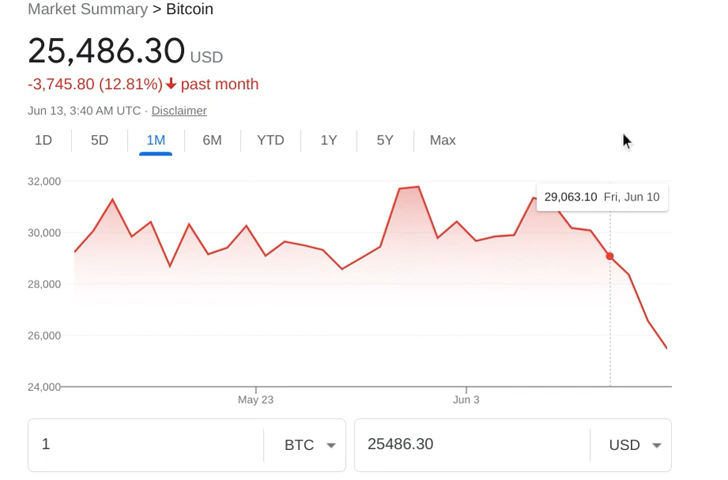 Market Summary > Bitcoin
25,486.30 USD
-3,745.80 (12.81%) past month
Jun 13, 3:40 AM UTC · Disclaimer
1D 5D 1M 6M YTD 1Y 5Y Max
32,000
29,063.10 Fri, Jun 10
30,000
28,000
26,000
24,000
May 23 Jun 3
1 BTC 25486.30 USD